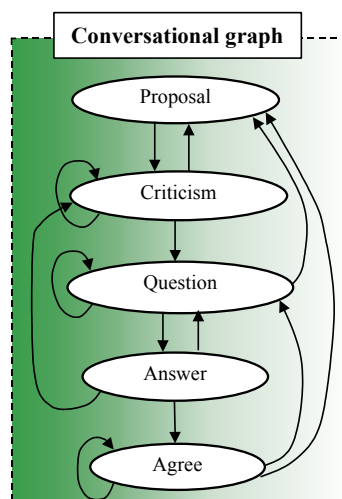 Conversational graph
Proposal
Criticism
Question
Answer
Agree